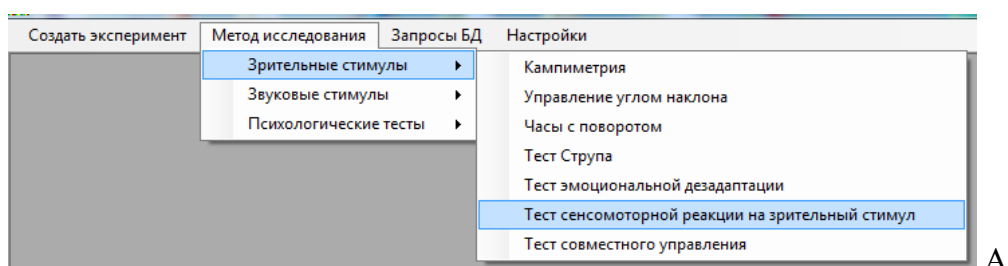 Создать эксперимент Метод исследования Запросы БД Настройки
Зрительные стимулы
Звуковые стимулы
Психологические тесты
Кампиметрия
Управление углом наклона
Часы с поворотом
Тест Струпа
Тест эмоциональной дезадаптации
Тест сенсомоторной реакции на зрительный стимул
Тест совместного управления
А